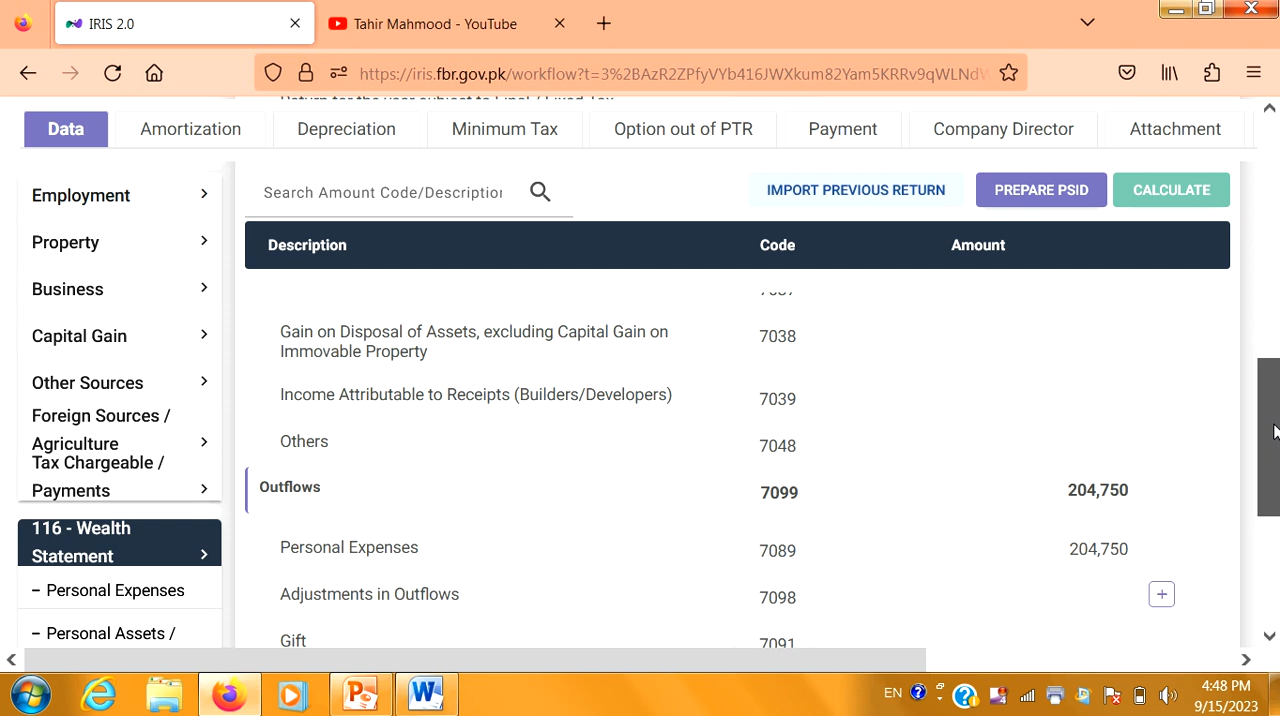 IRIS 2.0
Tahir Mahmood - YouTube
https://iris.fbr.gov.pk/workflow?t=3%2BAzR2ZPfyVYb416JWXkum82Yam5KRRv9qWLNdW
Data
Amortization
Depreciation
Minimum Tax
Option out of PTR
Payment
Company Director
Attachment
Search Amount Code/Description
IMPORT PREVIOUS RETURN
PREPARE PSID
CALCULATE
Employment
Property
Business
Capital Gain
Other Sources
Foreign Sources /
Agriculture
Tax Chargeable /
Payments
116 - Wealth
Statement
– Personal Expenses
– Personal Assets /
Description Code Amount
Gain on Disposal of Assets, excluding Capital Gain on
Immovable Property
7038
Income Attributable to Receipts (Builders/Developers) 7039
Others 7048
Outflows 7099 204,750
Personal Expenses 7089 204,750
Adjustments in Outflows 7098 +
Gift 7091
EN
4:48 PM
9/15/2023